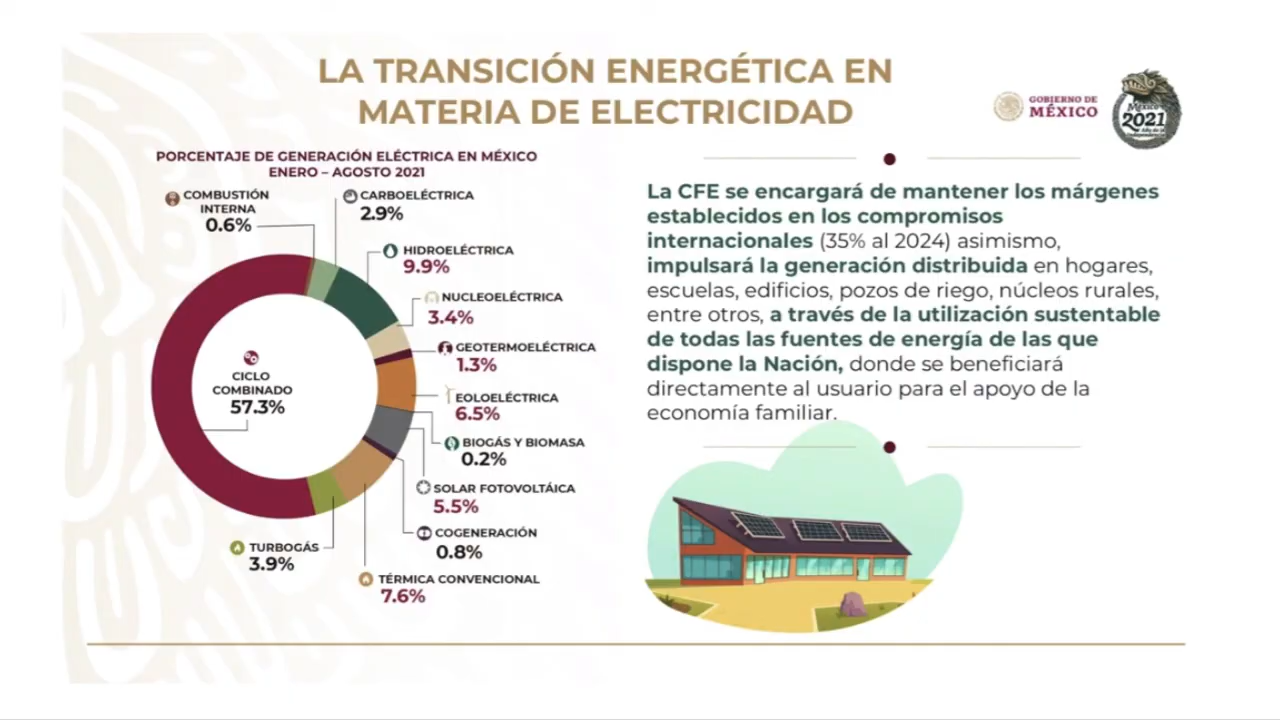 LA TRANSICIÓN ENERGÉTICA EN
MATERIA DE ELECTRICIDAD
GOBIERNO DE
MÉXICO
México
2021
Año de la
Independencia
PORCENTAJE DE GENERACIÓN ELÉCTRICA EN MÉXICO
ENERO – AGOSTO 2021
COMBUSTIÓN
INTERNA
0.6%
CARBOELÉCTRICA
2.9%
HIDROELÉCTRICA
9.9%
NUCLEOELÉCTRICA
3.4%
GEOTERMOELÉCTRICA
1.3%
EOLOELÉCTRICA
6.5%
BIOGÁS Y BIOMASA
0.2%
SOLAR FOTOVOLTÁICA
5.5%
COGENERACIÓN
0.8%
TÉRMICA CONVENCIONAL
7.6%
TURBOGÁS
3.9%
CICLO
COMBINADO
57.3%
La CFE se encargará de mantener los márgenes
establecidos en los compromisos
internacionales (35% al 2024) asimismo,
impulsará la generación distribuida en hogares,
escuelas, edificios, pozos de riego, núcleos rurales,
entre otros, a través de la utilización sustentable
de todas las fuentes de energía de las que
dispone la Nación, donde se beneficiará
directamente al usuario para el apoyo de la
economía familiar.